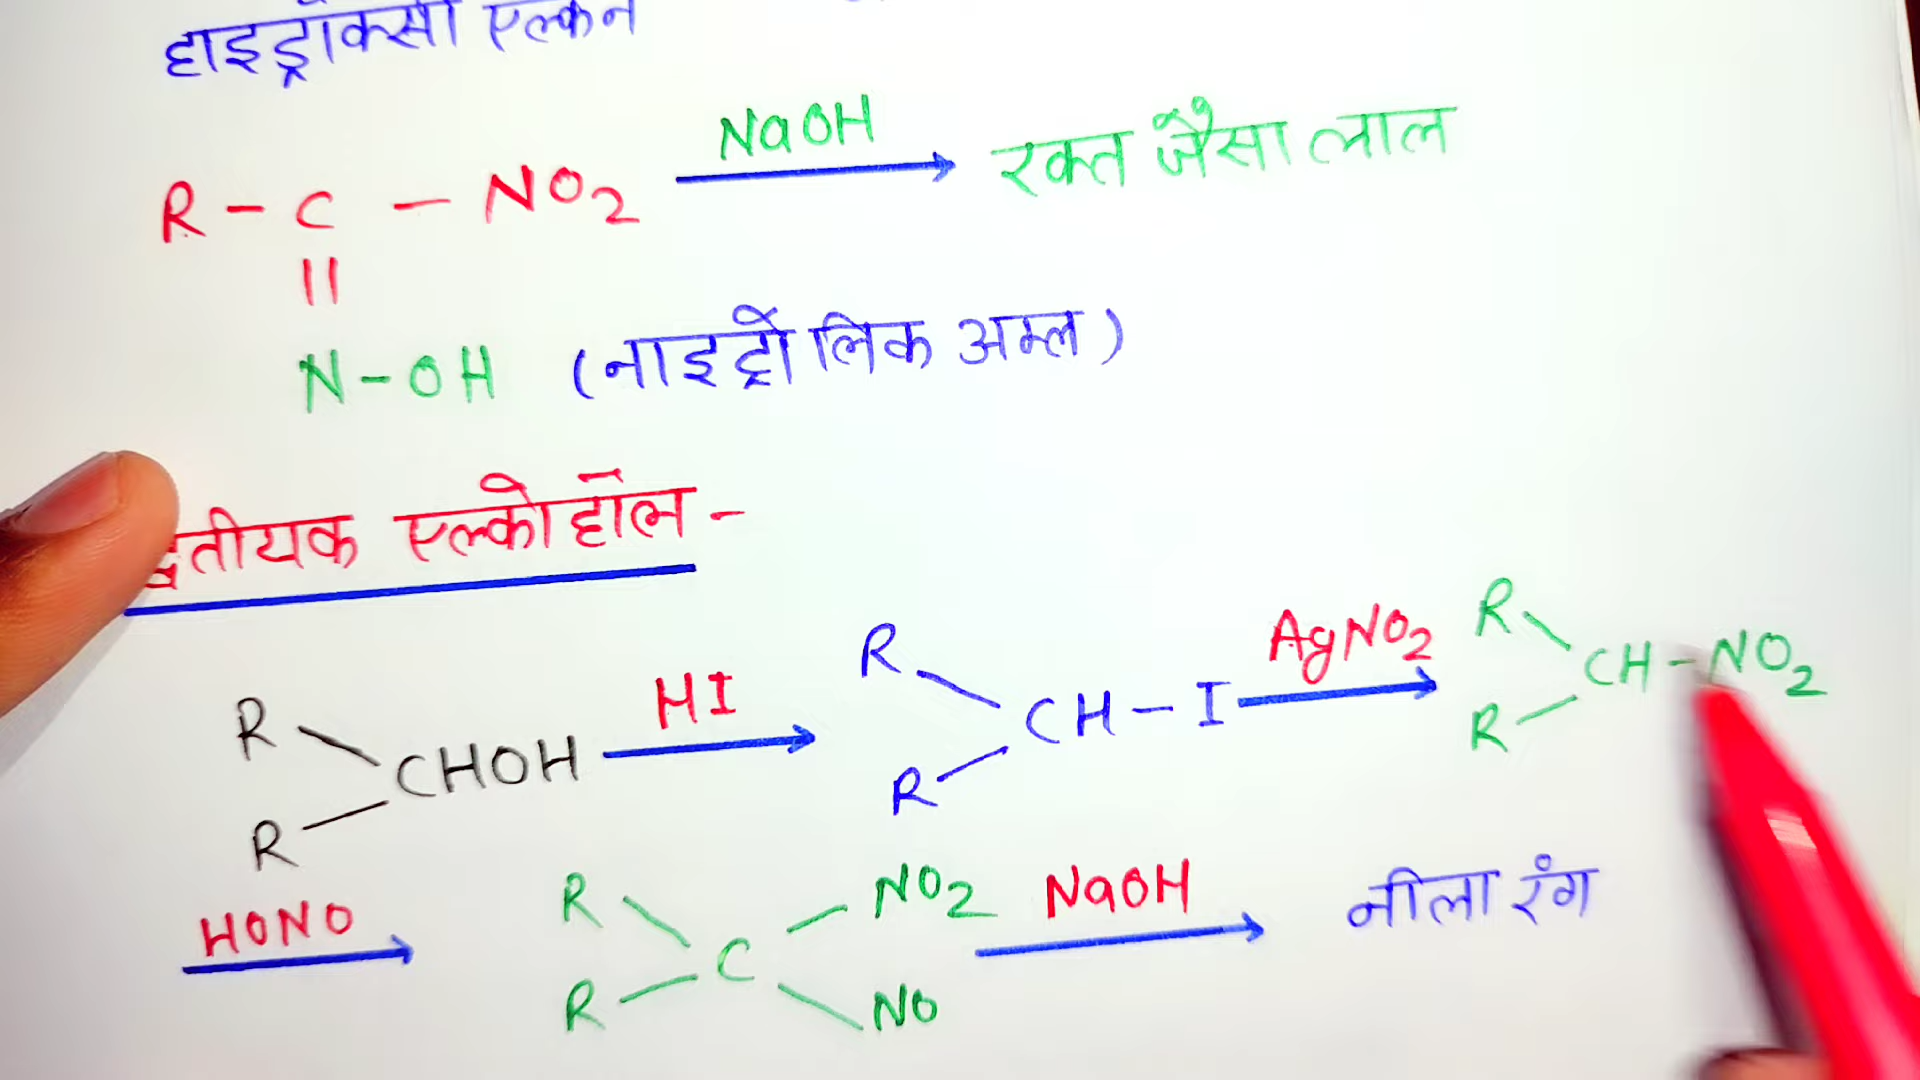 हाइड्रॉक्सी एल्केन
NaOH
R - C - NO2 → रक्त जैसा लाल
||
N-OH (नाइट्रोलिक अम्ल)
द्वितीयक एल्कोहॉल -
R HI R AgNO2 R
CHOH → CH - I → CH-NO2
R R R
HONO R NO2 NaOH नीला रंग
→ C →
R NO